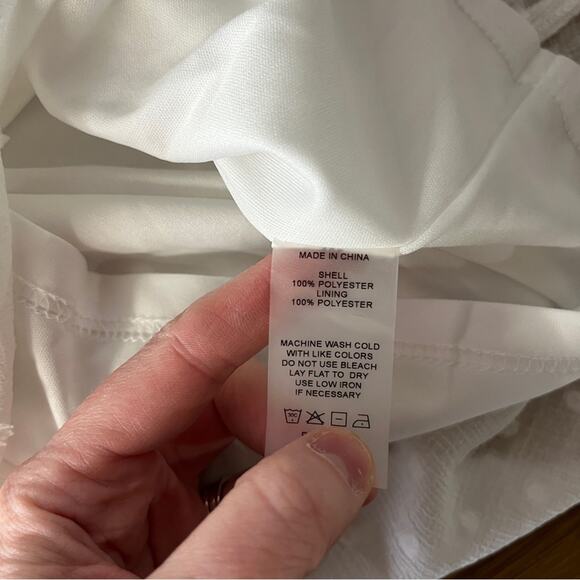 MADE IN CHINA
SHELL
100% POLYESTER
LINING
100% POLYESTER
MACHINE WASH COLD
WITH LIKE COLORS
DO NOT USE BLEACH
LAY FLAT TO DRY
USE LOW IRON
IF NECESSARY
30C